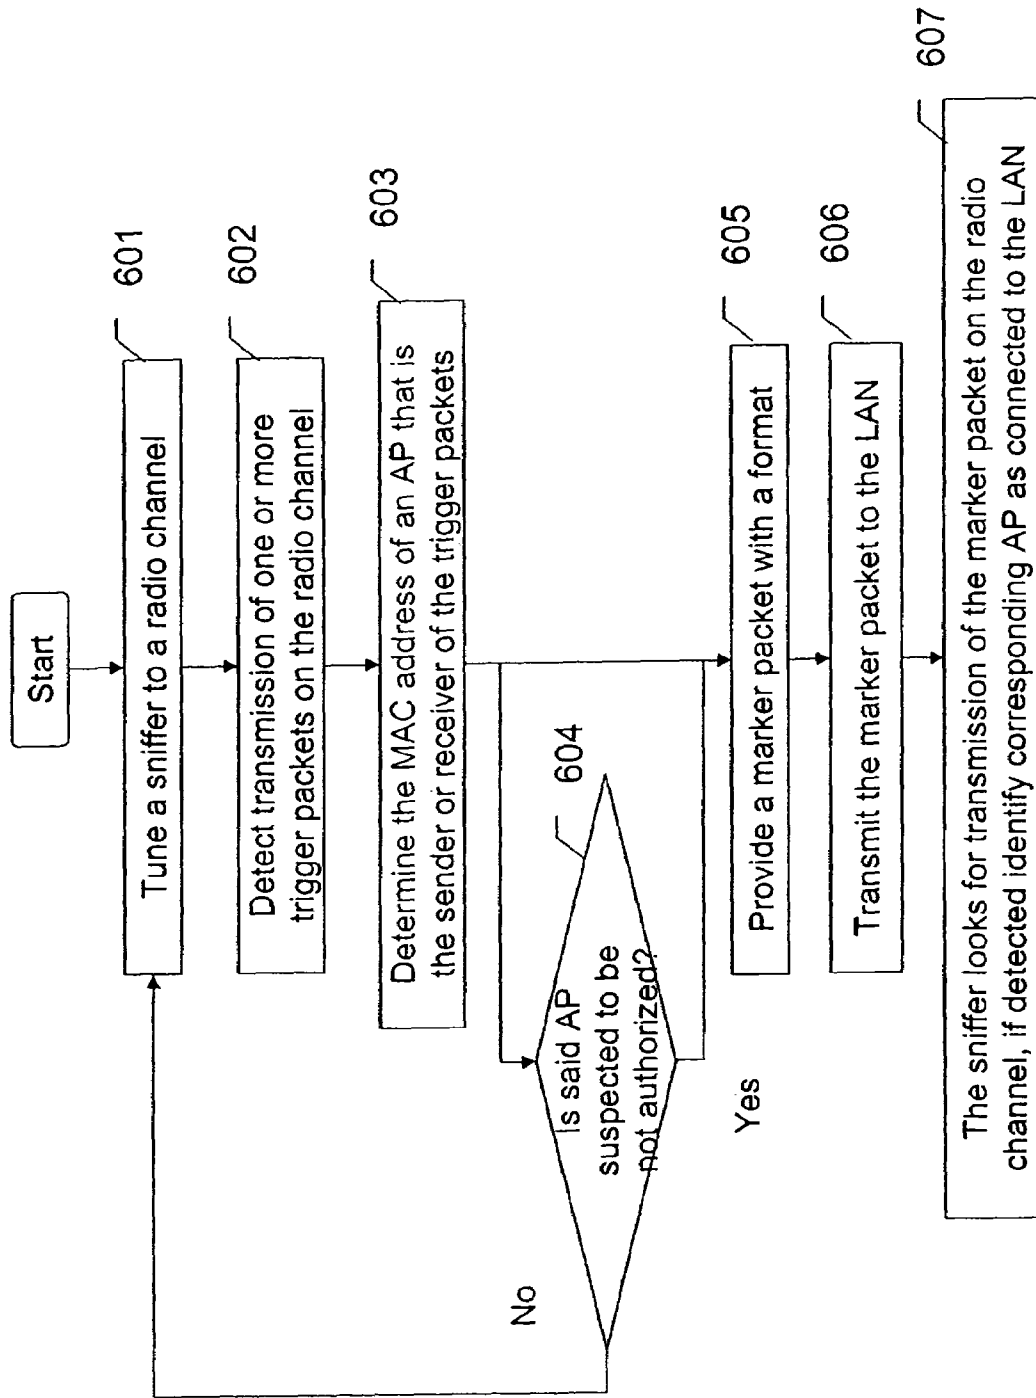 Start
601
Tune a sniffer to a radio channel
602
Detect transmission of one or more
trigger packets on the radio channel
603
Determine the MAC address of an AP that is
the sender or receiver of the trigger packets
604
Is said AP
suspected to be
not authorized?
No
Yes
605
Provide a marker packet with a format
606
Transmit the marker packet to the LAN
607
The sniffer looks for transmission of the marker packet on the radio
channel, if detected identify corresponding AP as connected to the LAN